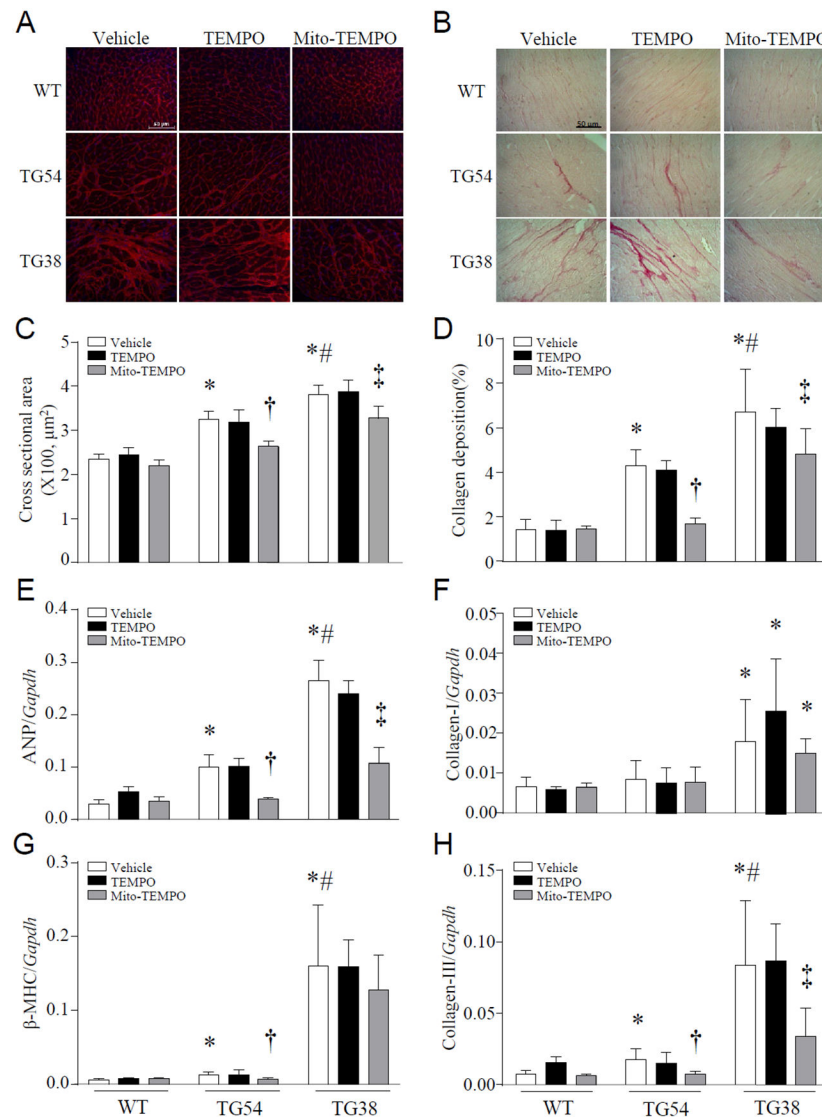 A
Vehicle TEMPO Mito-TEMPO
WT
50 µm
TG54
TG38
B
Vehicle TEMPO Mito-TEMPO
WT
50 µm
TG54
TG38
C
Cross sectional area
(X100, µm²)
5
4
3
2
1
0
Vehicle
TEMPO
Mito-TEMPO
*
†
*#
‡
D
Collagen deposition(%)
10
8
6
4
2
0
Vehicle
TEMPO
Mito-TEMPO
*
†
*#
‡
E
ANP/Gapdh
0.4
0.3
0.2
0.1
0.0
Vehicle
TEMPO
Mito-TEMPO
*
†
*#
‡
F
Collagen-I/Gapdh
0.05
0.04
0.03
0.02
0.01
0.00
Vehicle
TEMPO
Mito-TEMPO
*
*
*
G
β-MHC/Gapdh
0.3
0.2
0.1
0.0
Vehicle
TEMPO
Mito-TEMPO
*
†
*#
WT TG54 TG38
H
Collagen-III/Gapdh
0.15
0.10
0.05
0.00
Vehicle
TEMPO
Mito-TEMPO
*
†
*#
‡
WT TG54 TG38